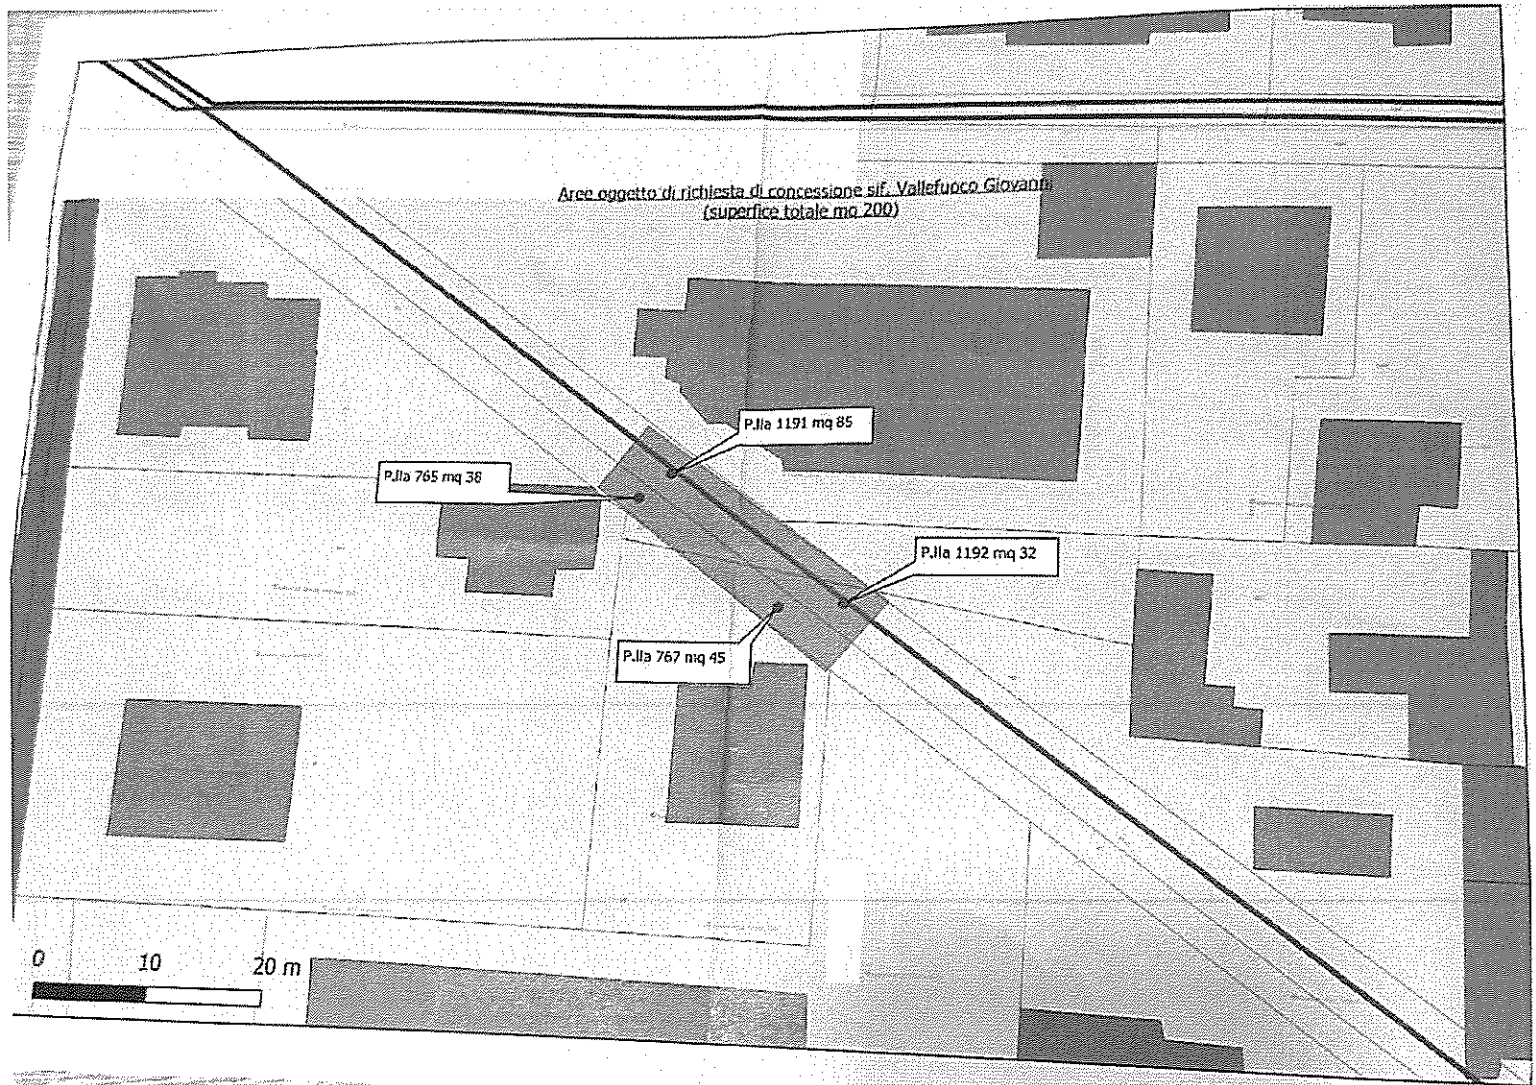 Aree oggetto di richiesta di concessione sif. Vallefuoco Giovanni
(superfice totale mq 200)
P.lla 1191 mq 85
P.lla 765 mq 38
P.lla 1192 mq 32
P.lla 767 mq 45
0 10 20 m